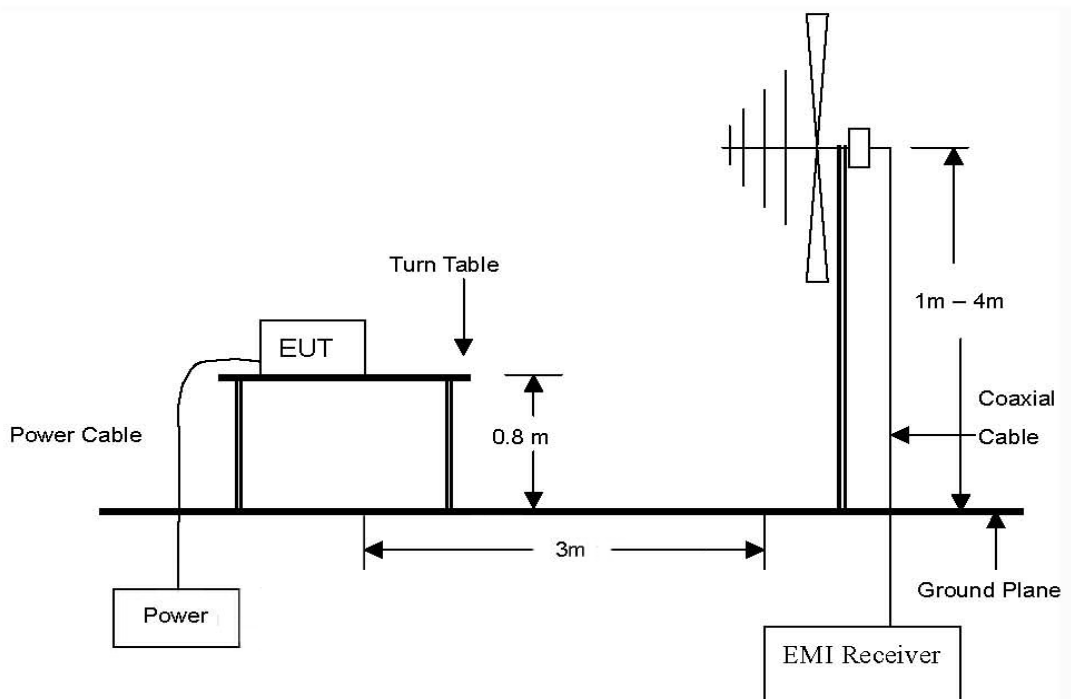 Turn Table
1m – 4m
EUT
Coaxial
Cable
Power Cable
0.8 m
3m
Ground Plane
Power
EMI Receiver